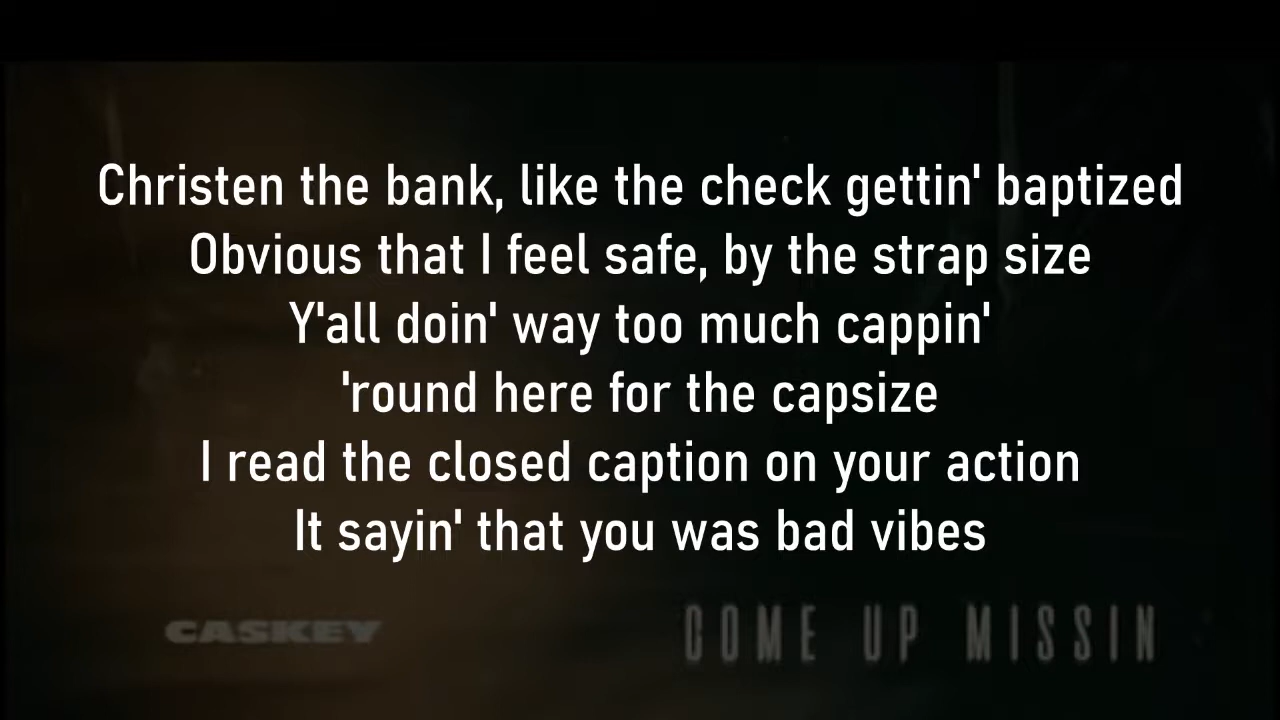 Christen the bank, like the check gettin' baptized
Obvious that I feel safe, by the strap size
Y'all doin' way too much cappin'
'round here for the capsize
I read the closed caption on your action
It sayin' that you was bad vibes
CASKEY
COME UP MISSIN